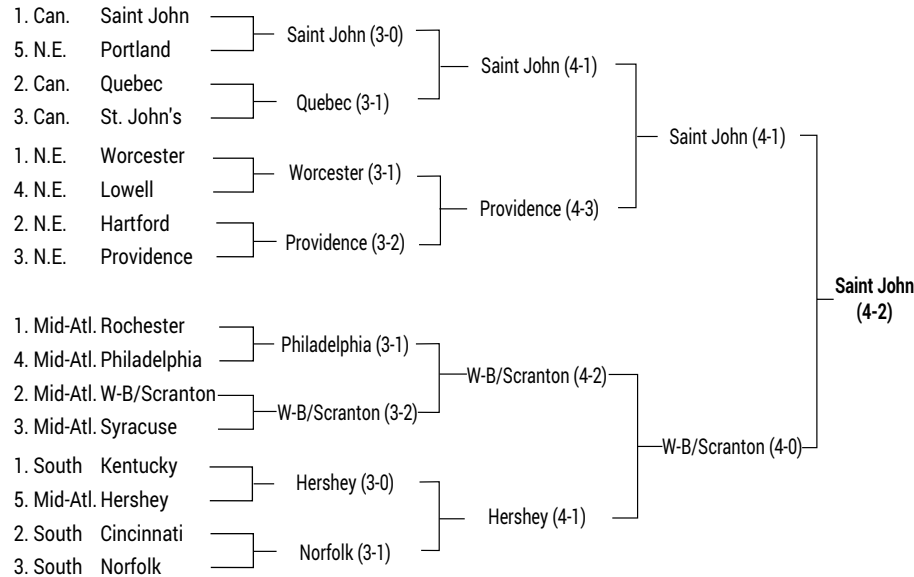 1. Can. Saint John
5. N.E. Portland
2. Can. Quebec
3. Can. St. John's
1. N.E. Worcester
4. N.E. Lowell
2. N.E. Hartford
3. N.E. Providence
1. Mid-Atl. Rochester
4. Mid-Atl. Philadelphia
2. Mid-Atl. W-B/Scranton
3. Mid-Atl. Syracuse
1. South Kentucky
5. Mid-Atl. Hershey
2. South Cincinnati
3. South Norfolk
Saint John (3-0)
Quebec (3-1)
Worcester (3-1)
Providence (3-2)
Philadelphia (3-1)
W-B/Scranton (3-2)
Hershey (3-0)
Norfolk (3-1)
Saint John (4-1)
Providence (4-3)
W-B/Scranton (4-2)
Hershey (4-1)
Saint John (4-1)
W-B/Scranton (4-0)
Saint John
(4-2)